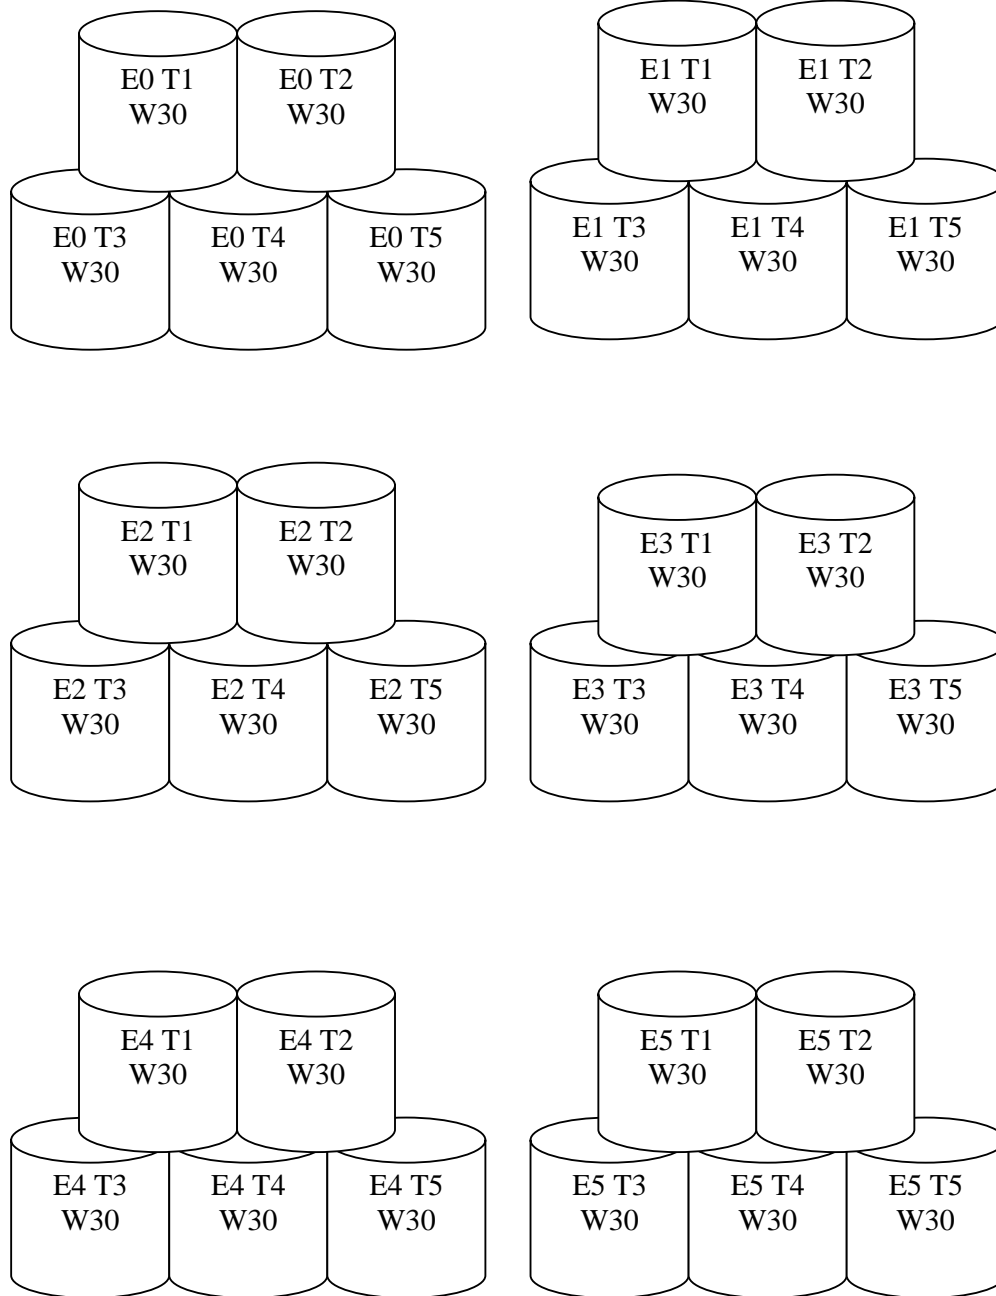 E0 T1
W30
E0 T2
W30
E1 T1
W30
E1 T2
W30
E0 T3
W30
E0 T4
W30
E0 T5
W30
E1 T3
W30
E1 T4
W30
E1 T5
W30
E2 T1
W30
E2 T2
W30
E3 T1
W30
E3 T2
W30
E2 T3
W30
E2 T4
W30
E2 T5
W30
E3 T3
W30
E3 T4
W30
E3 T5
W30
E4 T1
W30
E4 T2
W30
E5 T1
W30
E5 T2
W30
E4 T3
W30
E4 T4
W30
E4 T5
W30
E5 T3
W30
E5 T4
W30
E5 T5
W30